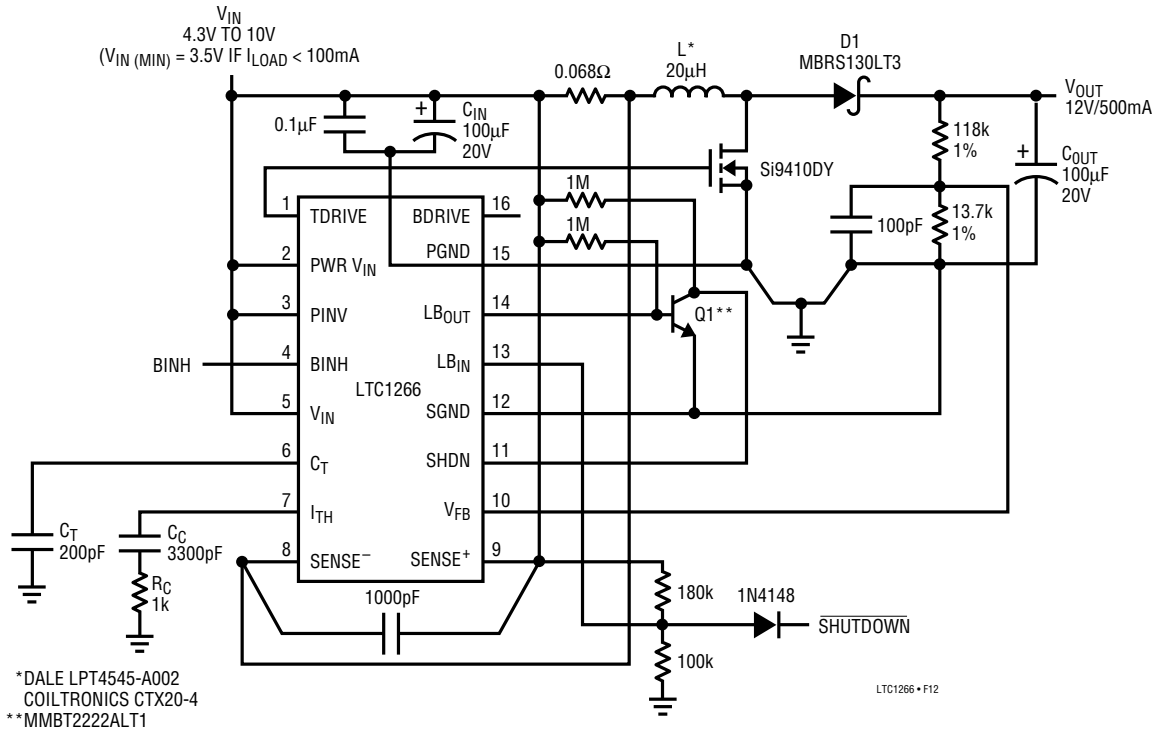 VIN
4.3V TO 10V
(VIN (MIN) = 3.5V IF ILOAD < 100mA
0.1µF
+
CIN
100µF
20V
0.068Ω
L*
20µH
D1
MBRS130LT3
VOUT
12V/500mA
118k
1%
+
COUT
100µF
20V
Si9410DY
1M
1M
100pF
13.7k
1%
Q1**
1 TDRIVE
BDRIVE 16
2 PWR VIN
PGND 15
3 PINV
LBOUT 14
BINH
4 BINH
LBIN 13
LTC1266
5 VIN
SGND 12
6 CT
SHDN 11
7 ITH
VFB 10
8 SENSE−
SENSE+ 9
CT
200pF
CC
3300pF
RC
1k
1000pF
180k
1N4148
SHUTDOWN
100k
*DALE LPT4545-A002
COILTRONICS CTX20-4
**MMBT2222ALT1
LTC1266 • F12